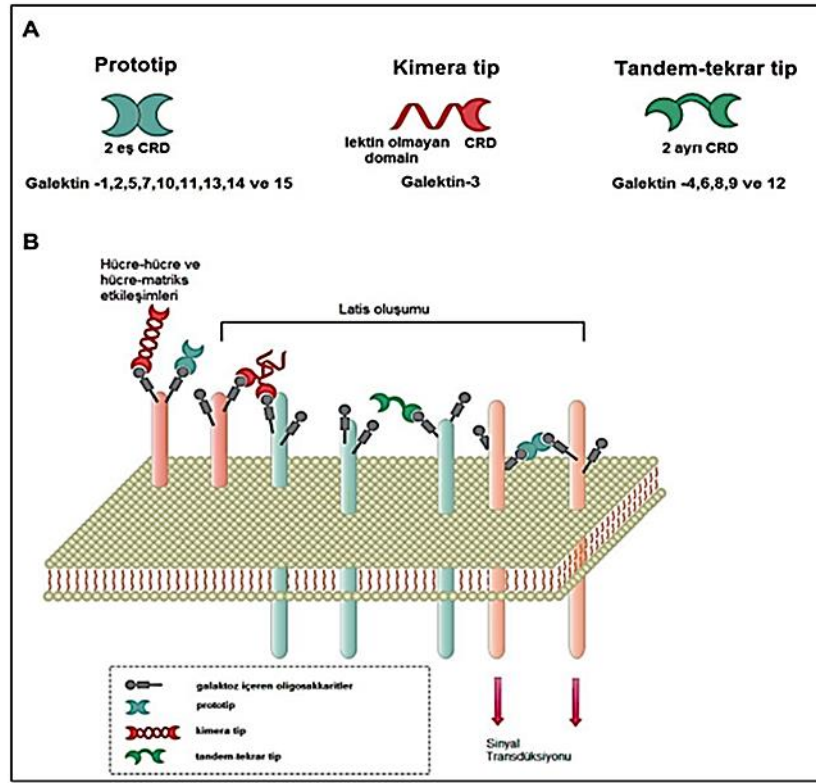 A
Prototip
Kimera tip
Tandem-tekrar tip
2 eş CRD
lektin olmayan
domain
CRD
2 ayrı CRD
Galektin -1,2,5,7,10,11,13,14 ve 15
Galektin-3
Galektin -4,6,8,9 ve 12
B
Hücre-hücre ve
hücre-matriks
etkileşimleri
Latis oluşumu
galaktoz içeren oligosakkaritler
prototip
kimera tip
tandem-tekrar tip
Sinyal
Transdüksiyonu